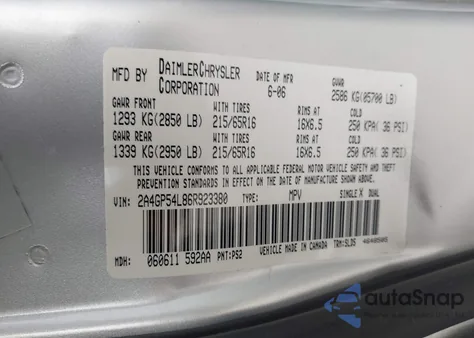 MFD BY DAIMLERCHRYSLER CORPORATION DATE OF MFR 6-06 GVWR 2586 KG(05700 LB)
GAWR FRONT WITH TIRES RIMS AT COLD
1293 KG(2850 LB) 215/65R16 16X6.5 250 KPA( 36 PSI)
GAWR REAR WITH TIRES RIMS AT COLD
1339 KG(2950 LB) 215/65R16 16X6.5 250 KPA( 36 PSI)
THIS VEHICLE CONFORMS TO ALL APPLICABLE FEDERAL MOTOR VEHICLE SAFETY, BUMPER, AND THEFT PREVENTION STANDARDS IN EFFECT ON THE DATE OF MANUFACTURE SHOWN ABOVE.
VIN: 2A4GP54L86R923380 TYPE: MPV SINGLE X DUAL
VEHICLE MADE IN CANADA
MDH: 060611 592AA PNT:PS2 TRM:SLDS
autoSnap